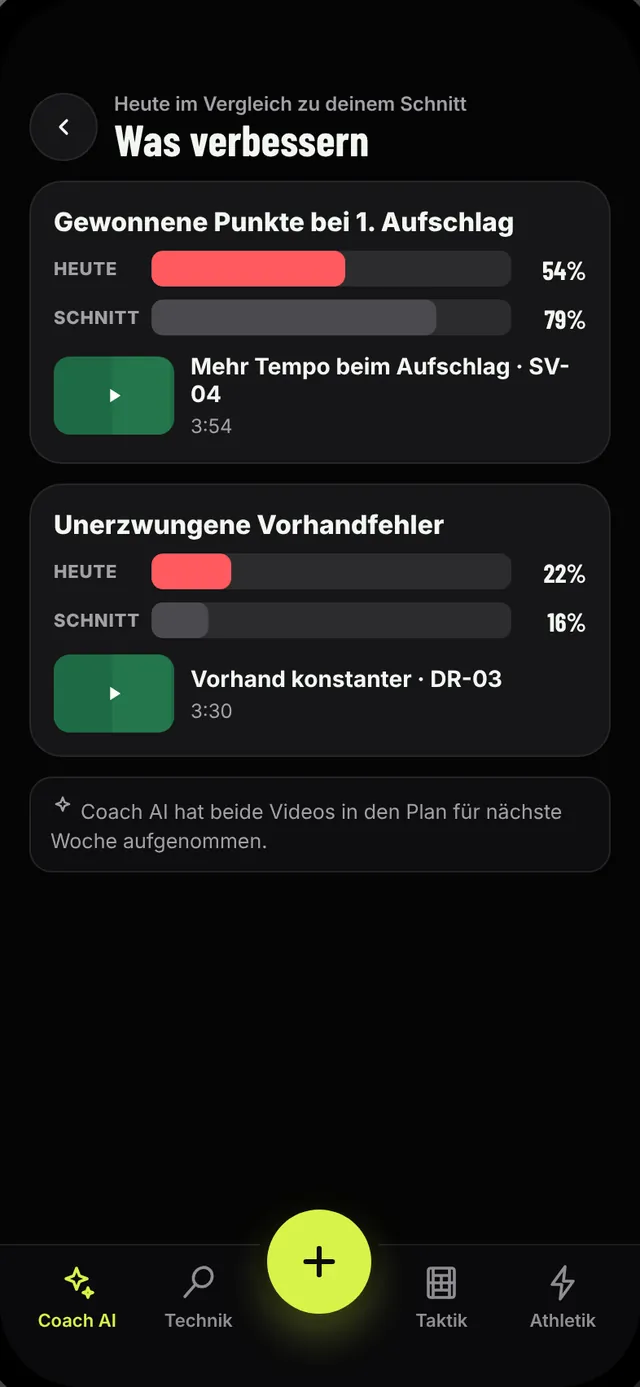 Heute im Vergleich zu deinem Schnitt
Was verbessern
Gewonnene Punkte bei 1. Aufschlag
HEUTE 54%
SCHNITT 79%
Mehr Tempo beim Aufschlag · SV-
04
3:54
Unerzwungene Vorhandfehler
HEUTE 22%
SCHNITT 16%
Vorhand konstanter · DR-03
3:30
Coach AI hat beide Videos in den Plan für nächste
Woche aufgenommen.
Coach AI Technik Taktik Athletik